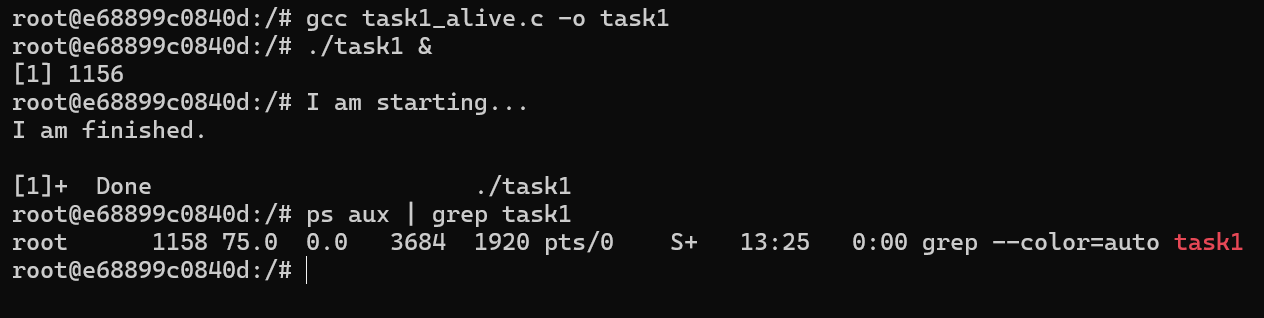 root@e68899c0840d:/# gcc task1_alive.c -o task1
root@e68899c0840d:/# ./task1 &
[1] 1156
root@e68899c0840d:/# I am starting...
I am finished.

[1]+  Done                    ./task1
root@e68899c0840d:/# ps aux | grep task1
root      1158 75.0  0.0   3684  1920 pts/0    S+   13:25   0:00 grep --color=auto task1
root@e68899c0840d:/#